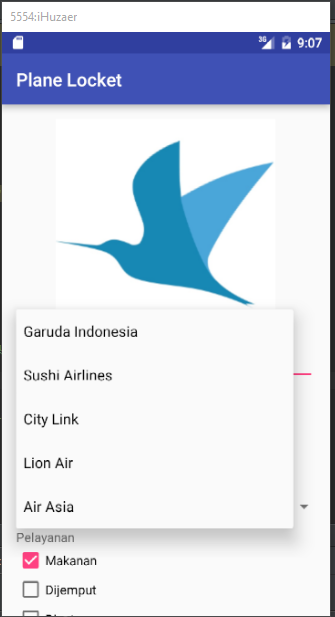 5554:iHuzaer
3G 9:07
Plane Locket
Garuda Indonesia
Sushi Airlines
City Link
Lion Air
Air Asia
Pelayanan
Makanan
Dijemput